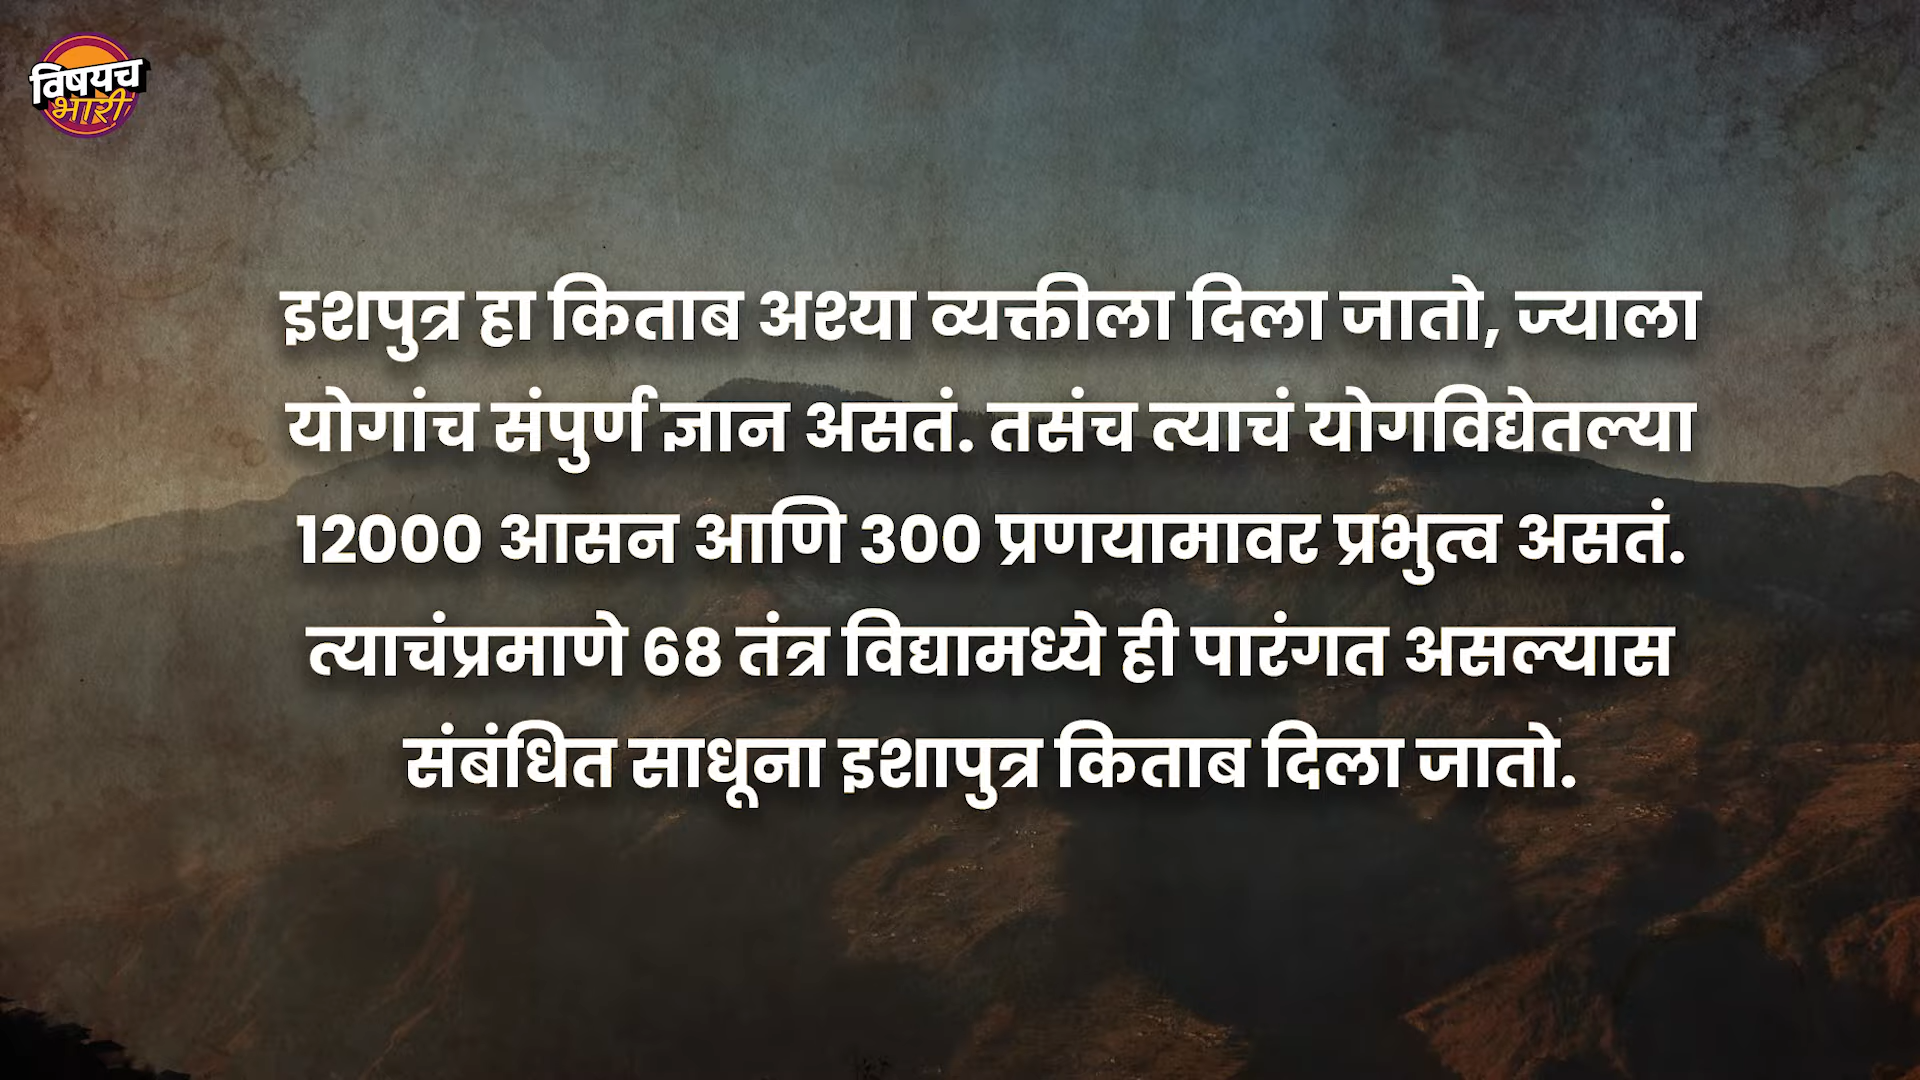 विषयच
भारी
इशपुत्र हा किताब अश्या व्यक्तीला दिला जातो, ज्याला
योगांच संपुर्ण ज्ञान असतं. तसंच त्याचं योगविद्येतल्या
12000 आसन आणि 300 प्रणयामावर प्रभुत्व असतं.
त्याचंप्रमाणे 68 तंत्र विद्यामध्ये ही पारंगत असल्यास
संबंधित साधूना इशापुत्र किताब दिला जातो.